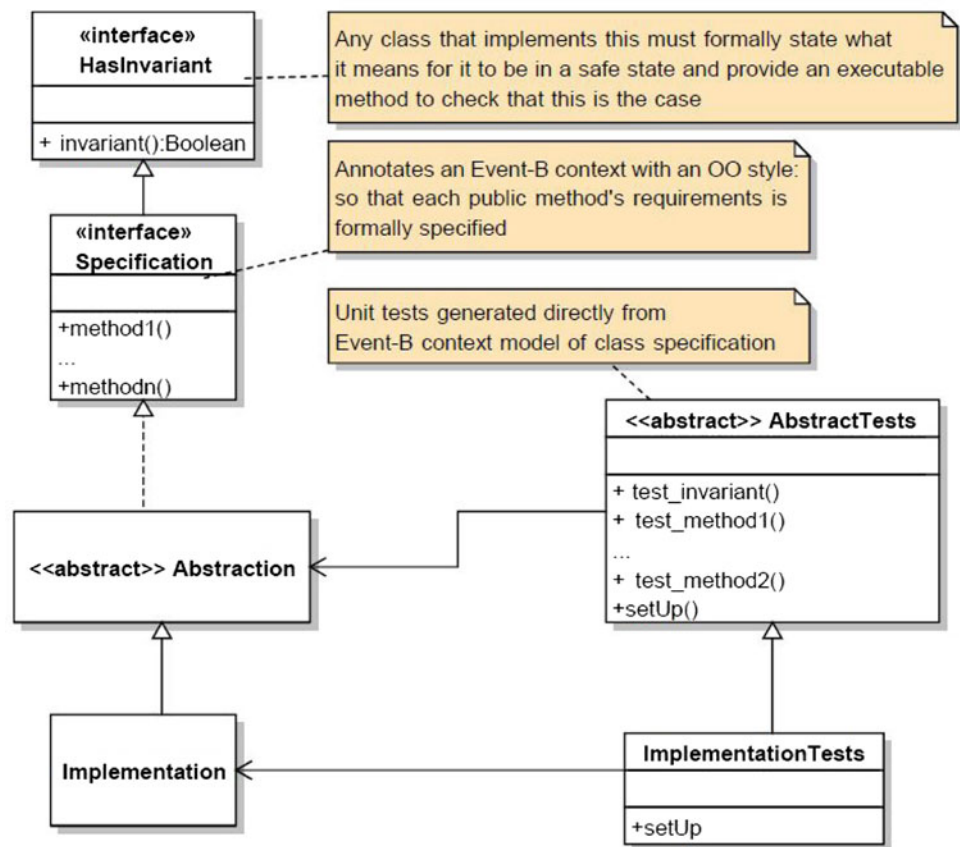 «interface»
HasInvariant
+ invariant():Boolean
Any class that implements this must formally state what
it means for it to be in a safe state and provide an executable
method to check that this is the case
«interface»
Specification
+method1()
...
+methodn()
Annotates an Event-B context with an OO style:
so that each public method's requirements is
formally specified
Unit tests generated directly from
Event-B context model of class specification
<<abstract>> AbstractTests
+ test_invariant()
+ test_method1()
...
+ test_method2()
+setUp()
<<abstract>> Abstraction
Implementation
ImplementationTests
+setUp